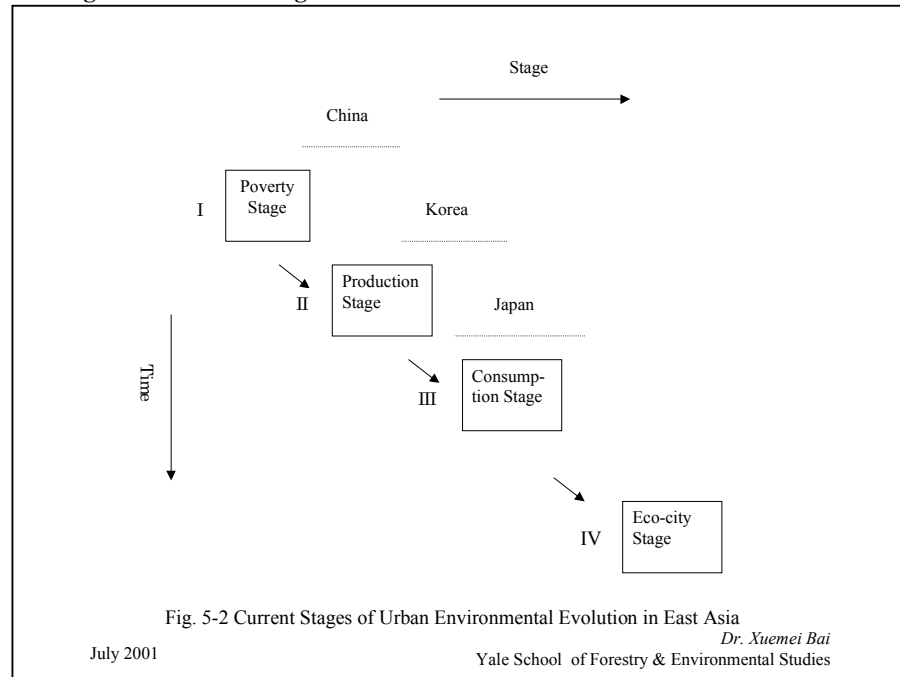 Stage
China
Poverty
Stage
I
Korea
Production
Stage
II
Japan
Time
Consump-
tion Stage
III
Eco-city
Stage
IV
Fig. 5-2 Current Stages of Urban Environmental Evolution in East Asia
Dr. Xuemei Bai
July 2001
Yale School of Forestry & Environmental Studies